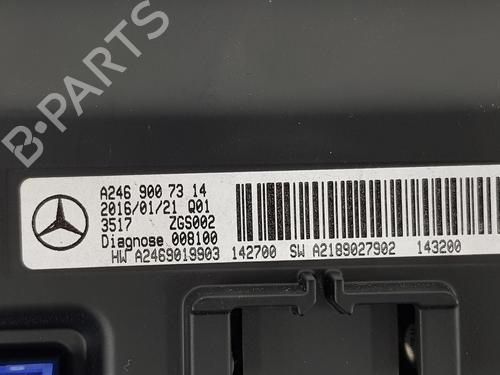 B-PARTS
A246 900 73 14
2016/01/21 Q01
3517 ZGS002
Diagnose 008100
HW A2469019903 142700 SW A2189027902 143200